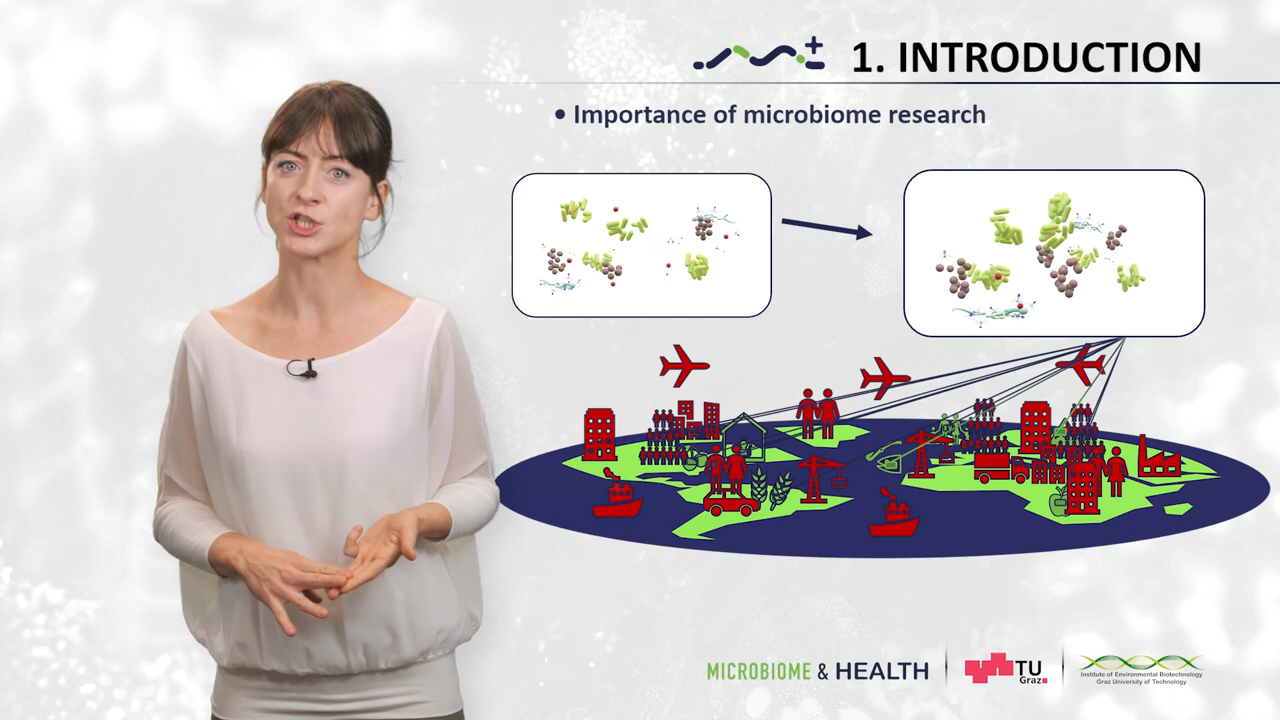 1. INTRODUCTION
• Importance of microbiome research
MICROBIOME & HEALTH
TU
Graz
Institute of Environmental Biotechnology
Graz University of Technology